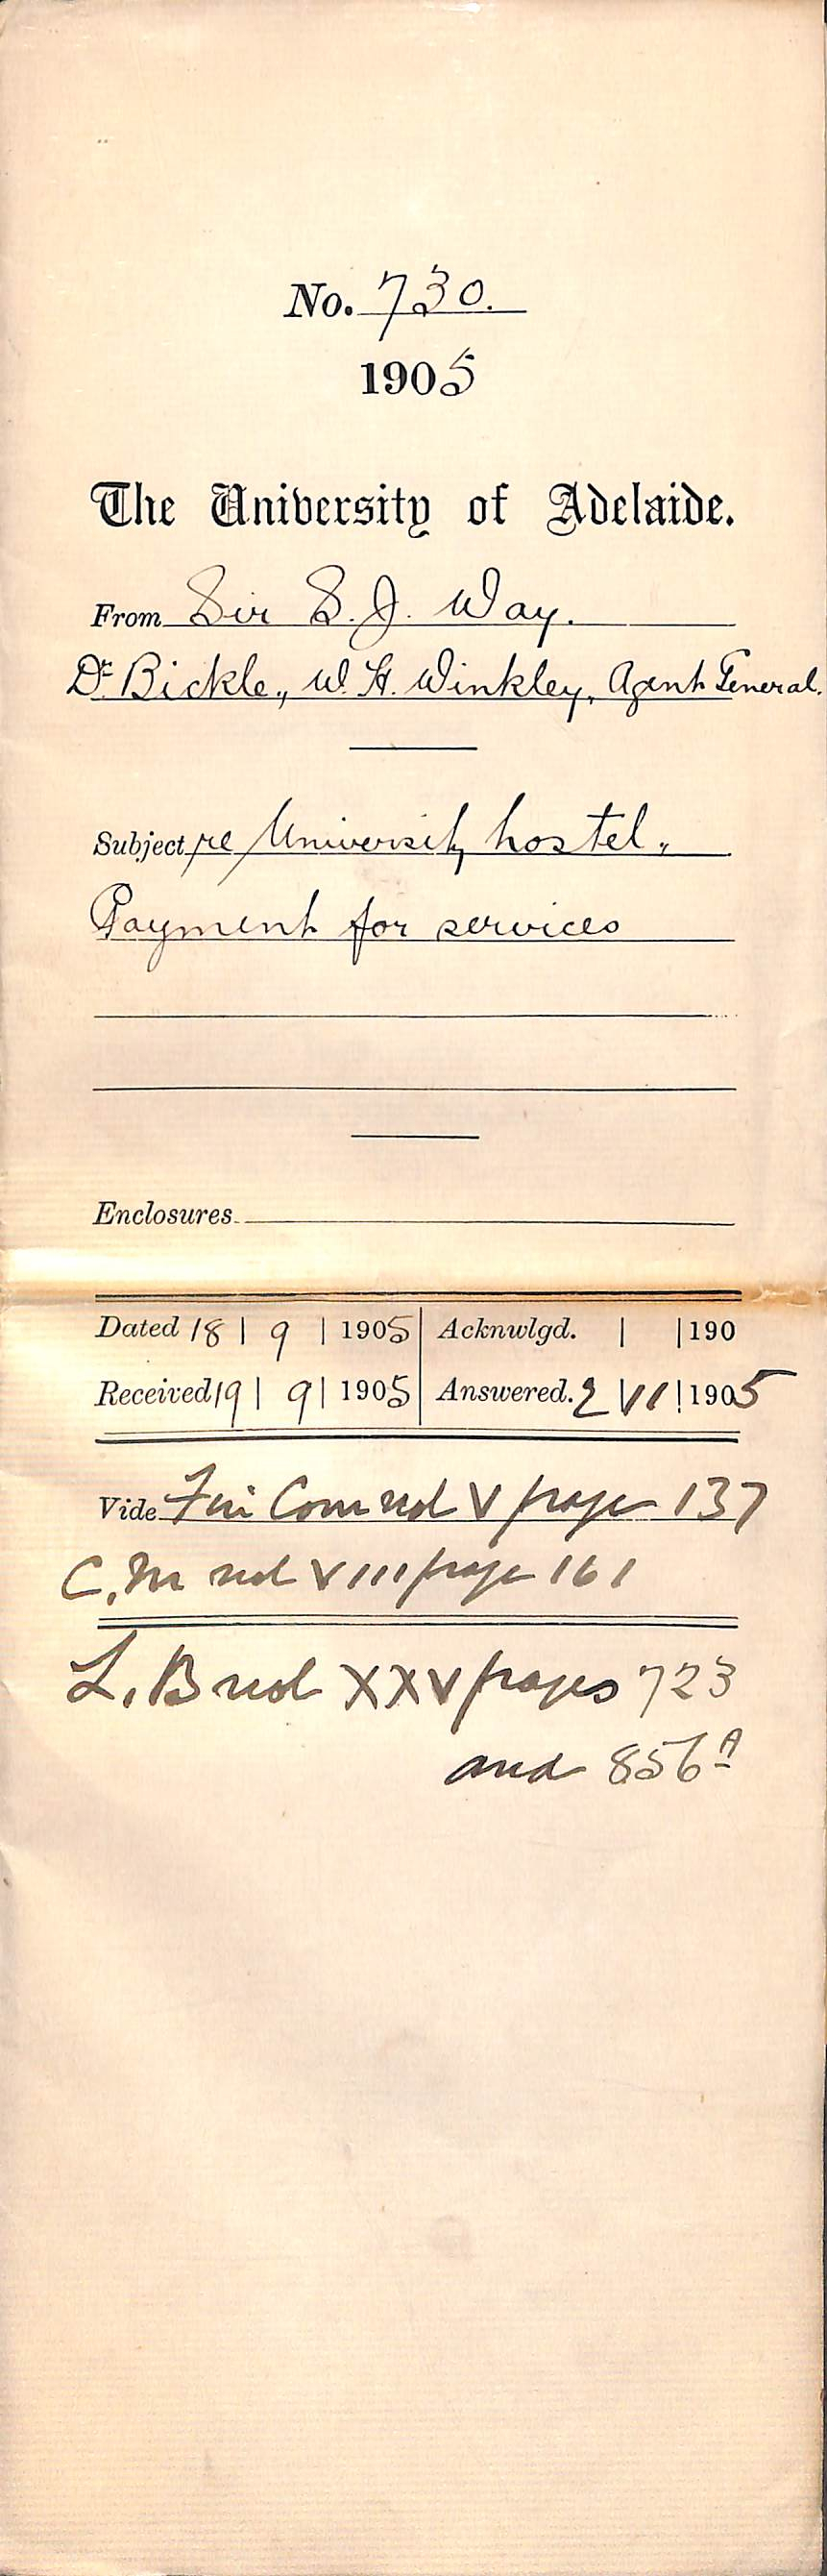 No. 730.
1905
The University of Adelaide.
From Sir S. J. Way.
Dr. Bickle, W. H. Winkley, Agent General.
Subject re University hostel.
Payment for services
Enclosures
Dated 18 | 9 | 1905 Acknwlgd. | | 190
Received 19 | 9 | 1905 Answered. 2 | VI | 1905
Vide Fin Com vol V page 137
C. M vol VIII page 161
L. B vol XXV pages 723
and 856A